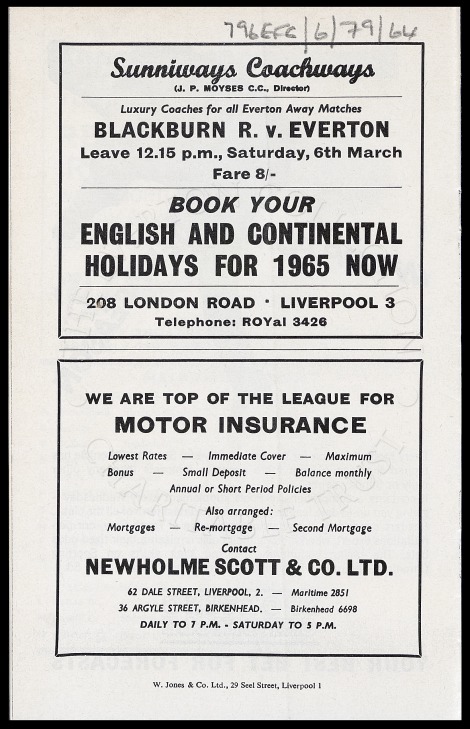 796EFC/6/79/64
Sunniways Coachways
(J. P. MOYSES C.C., Director)
Luxury Coaches for all Everton Away Matches
BLACKBURN R. v. EVERTON
Leave 12.15 p.m., Saturday, 6th March
Fare 8/-
BOOK YOUR
ENGLISH AND CONTINENTAL
HOLIDAYS FOR 1965 NOW
208 LONDON ROAD · LIVERPOOL 3
Telephone: ROYal 3426
WE ARE TOP OF THE LEAGUE FOR
MOTOR INSURANCE
Lowest Rates — Immediate Cover — Maximum
Bonus — Small Deposit — Balance monthly
Annual or Short Period Policies
Also arranged:
Mortgages — Re-mortgage — Second Mortgage
Contact
NEWHOLME SCOTT & CO. LTD.
62 DALE STREET, LIVERPOOL, 2. — Maritime 2851
36 ARGYLE STREET, BIRKENHEAD. — Birkenhead 6698
DAILY TO 7 P.M. - SATURDAY TO 5 P.M.
W. Jones & Co. Ltd., 29 Seel Street, Liverpool 1